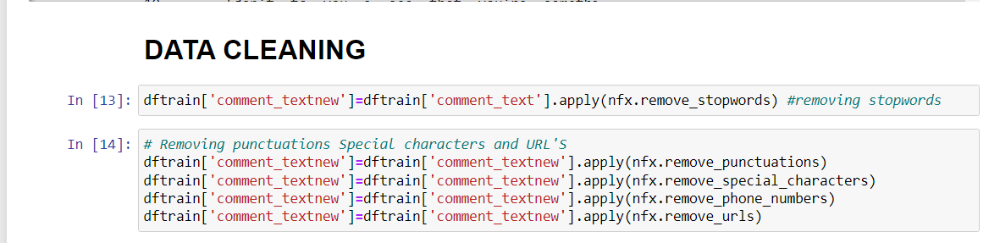 DATA CLEANING
In [13]: dftrain['comment_textnew']=dftrain['comment_text'].apply(nfx.remove_stopwords) #removing stopwords
In [14]: # Removing punctuations Special characters and URL'S
dftrain['comment_textnew']=dftrain['comment_textnew'].apply(nfx.remove_punctuations)
dftrain['comment_textnew']=dftrain['comment_textnew'].apply(nfx.remove_special_characters)
dftrain['comment_textnew']=dftrain['comment_textnew'].apply(nfx.remove_phone_numbers)
dftrain['comment_textnew']=dftrain['comment_textnew'].apply(nfx.remove_urls)